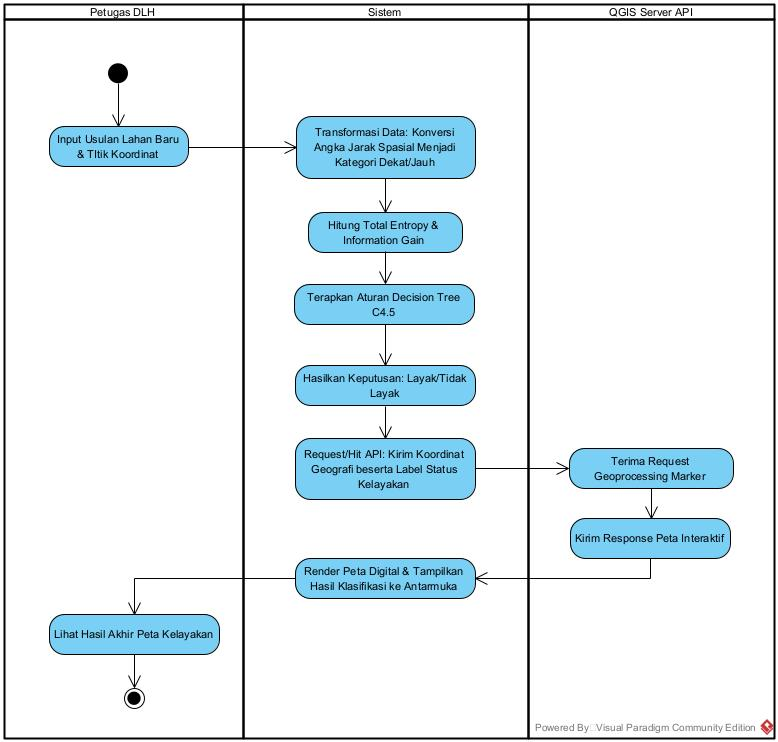 Petugas DLH
Sistem
QGIS Server API
Input Usulan Lahan Baru
& TItik Koordinat
Transformasi Data: Konversi
Angka Jarak Spasial Menjadi
Kategori Dekat/Jauh
Hitung Total Entropy &
Information Gain
Terapkan Aturan Decision Tree
C4.5
Hasilkan Keputusan: Layak/Tidak
Layak
Request/Hit API: Kirim Koordinat
Geografi beserta Label Status
Kelayakan
Terima Request
Geoprocessing Marker
Kirim Response Peta Interaktif
Render Peta Digital & Tampilkan
Hasil Klasifikasi ke Antarmuka
Lihat Hasil Akhir Peta Kelayakan
Powered By Visual Paradigm Community Edition